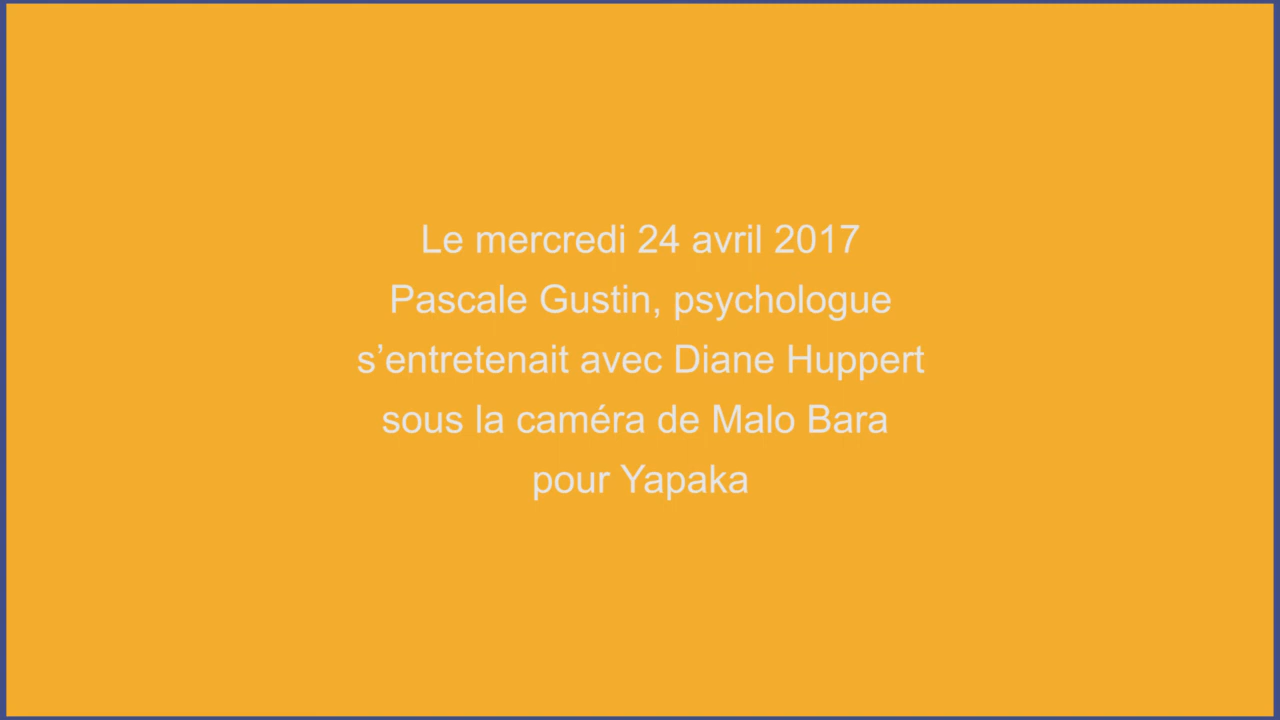 Le mercredi 24 avril 2017
Pascale Gustin, psychologue
s’entretenait avec Diane Huppert
sous la caméra de Malo Bara
pour Yapaka